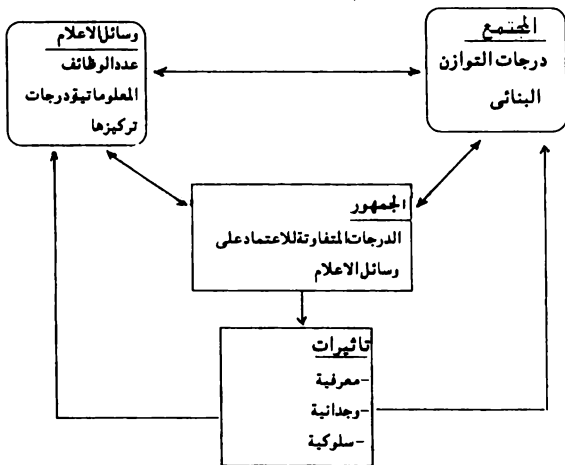 المجتمع
درجات التوازن
البنائى
وسائل الاعلام
عدد الوظائف
المعلوماتية ودرجات
تركيزها
الجمهور
الدرجات المتفاوتة للاعتماد على
وسائل الاعلام
تاثيرات
-معرفية
-وجدانية
-سلوكية